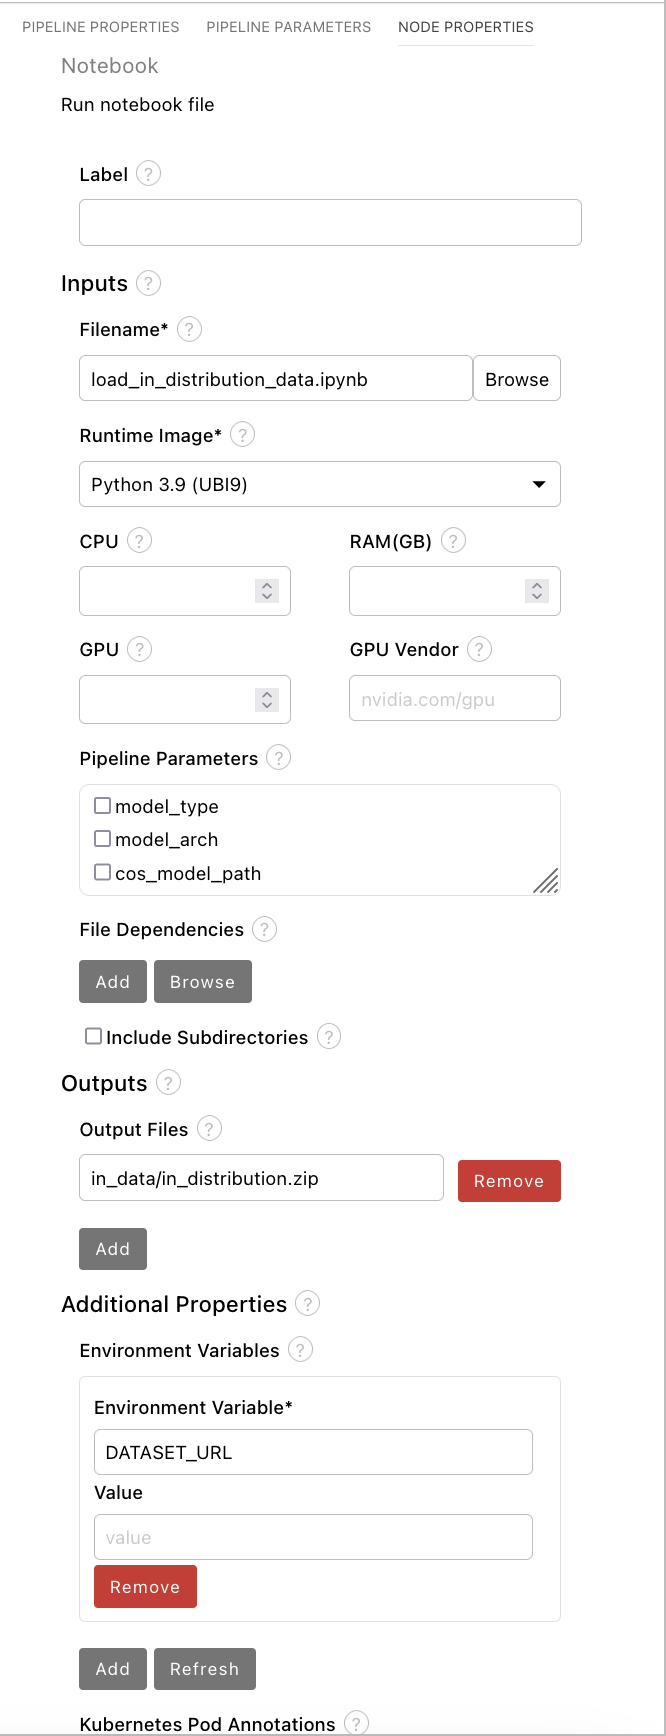 PIPELINE PROPERTIES PIPELINE PARAMETERS NODE PROPERTIES
Notebook
Run notebook file
Label ?
Inputs ?
Filename* ?
load_in_distribution_data.ipynb Browse
Runtime Image* ?
Python 3.9 (UBI9)
CPU ? RAM(GB) ?
GPU ? GPU Vendor ?
nvidia.com/gpu
Pipeline Parameters ?
model_type
model_arch
cos_model_path
File Dependencies ?
Add Browse
Include Subdirectories ?
Outputs ?
Output Files ?
in_data/in_distribution.zip Remove
Add
Additional Properties ?
Environment Variables ?
Environment Variable*
DATASET_URL
Value
value
Remove
Add Refresh
Kubernetes Pod Annotations ?